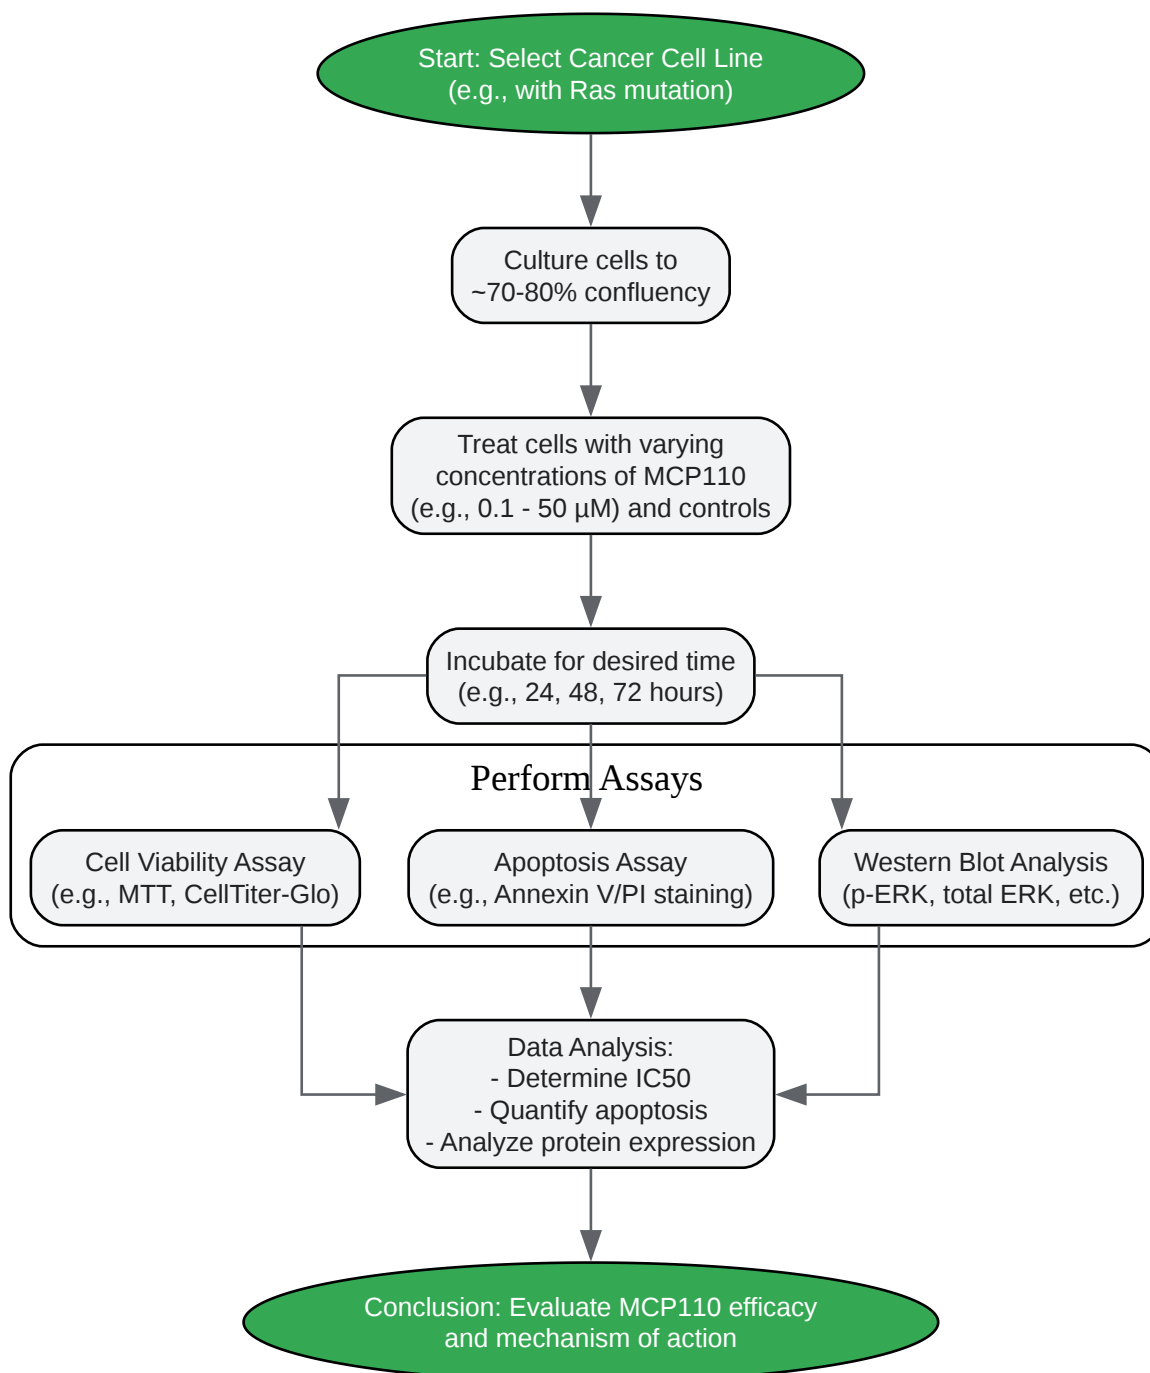 Start: Select Cancer Cell Line
(e.g., with Ras mutation)
Culture cells to
~70-80% confluency
Treat cells with varying
concentrations of MCP110
(e.g., 0.1 - 50 µM) and controls
Incubate for desired time
(e.g., 24, 48, 72 hours)
Perform Assays
Cell Viability Assay
(e.g., MTT, CellTiter-Glo)
Apoptosis Assay
(e.g., Annexin V/PI staining)
Western Blot Analysis
(p-ERK, total ERK, etc.)
Data Analysis:
- Determine IC50
- Quantify apoptosis
- Analyze protein expression
Conclusion: Evaluate MCP110 efficacy
and mechanism of action